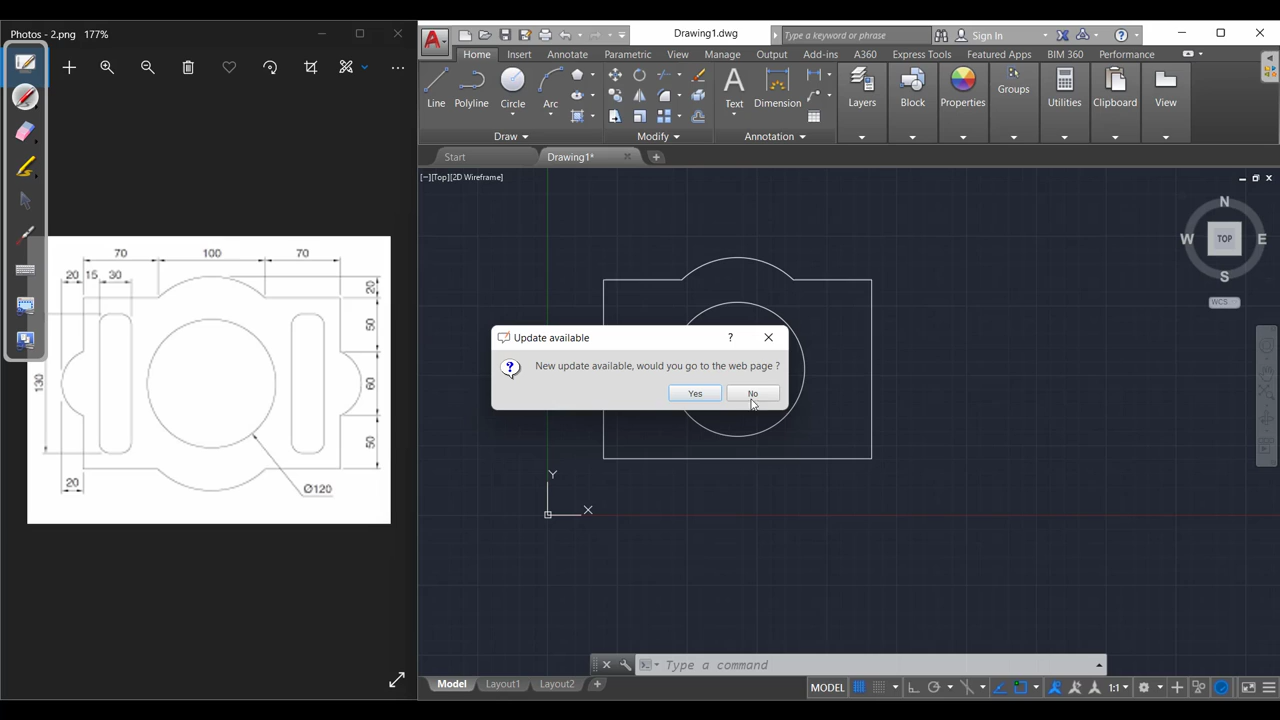 Photos - 2.png 177%
Drawing1.dwg
Type a keyword or phrase
Sign In
Home Insert Annotate Parametric View Manage Output Add-ins A360 Express Tools Featured Apps BIM 360 Performance
Line Polyline Circle Arc
Text Dimension
Layers Block Properties Groups Utilities Clipboard View
Draw Modify Annotation
Start Drawing1* +
[−][Top][2D Wireframe]
N
W TOP E
S
WCS
70 100 70
20 15 30
20
50
60
50
130
20
Ø120
Update available
New update available, would you go to the web page ?
Yes No
Y
X
Type a command
Model Layout1 Layout2 +
MODEL 1:1